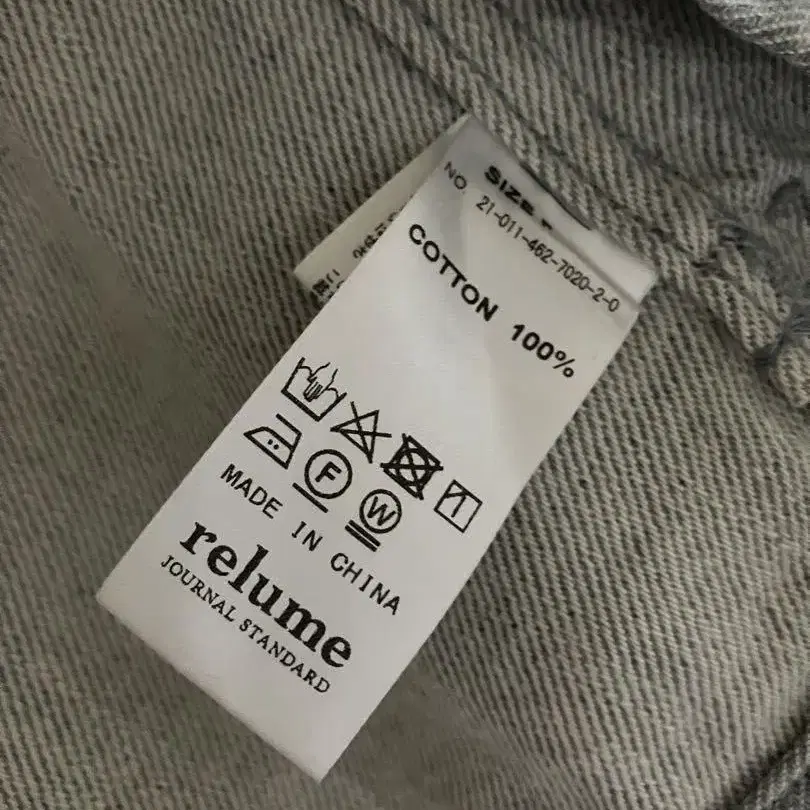 SIZE
NO. 21-011-462-7020-2-0
COTTON 100%
F
W
MADE IN CHINA
relume
JOURNAL STANDARD